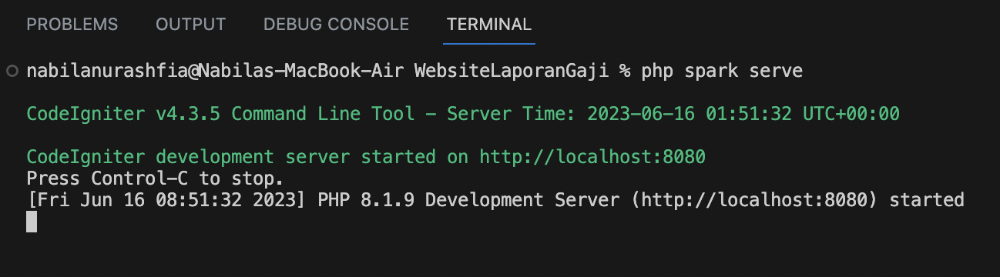 PROBLEMS OUTPUT DEBUG CONSOLE TERMINAL
nabilanurashfia@Nabilas-MacBook-Air WebsiteLaporanGaji % php spark serve
CodeIgniter v4.3.5 Command Line Tool - Server Time: 2023-06-16 01:51:32 UTC+00:00
CodeIgniter development server started on http://localhost:8080
Press Control-C to stop.
[Fri Jun 16 08:51:32 2023] PHP 8.1.9 Development Server (http://localhost:8080) started